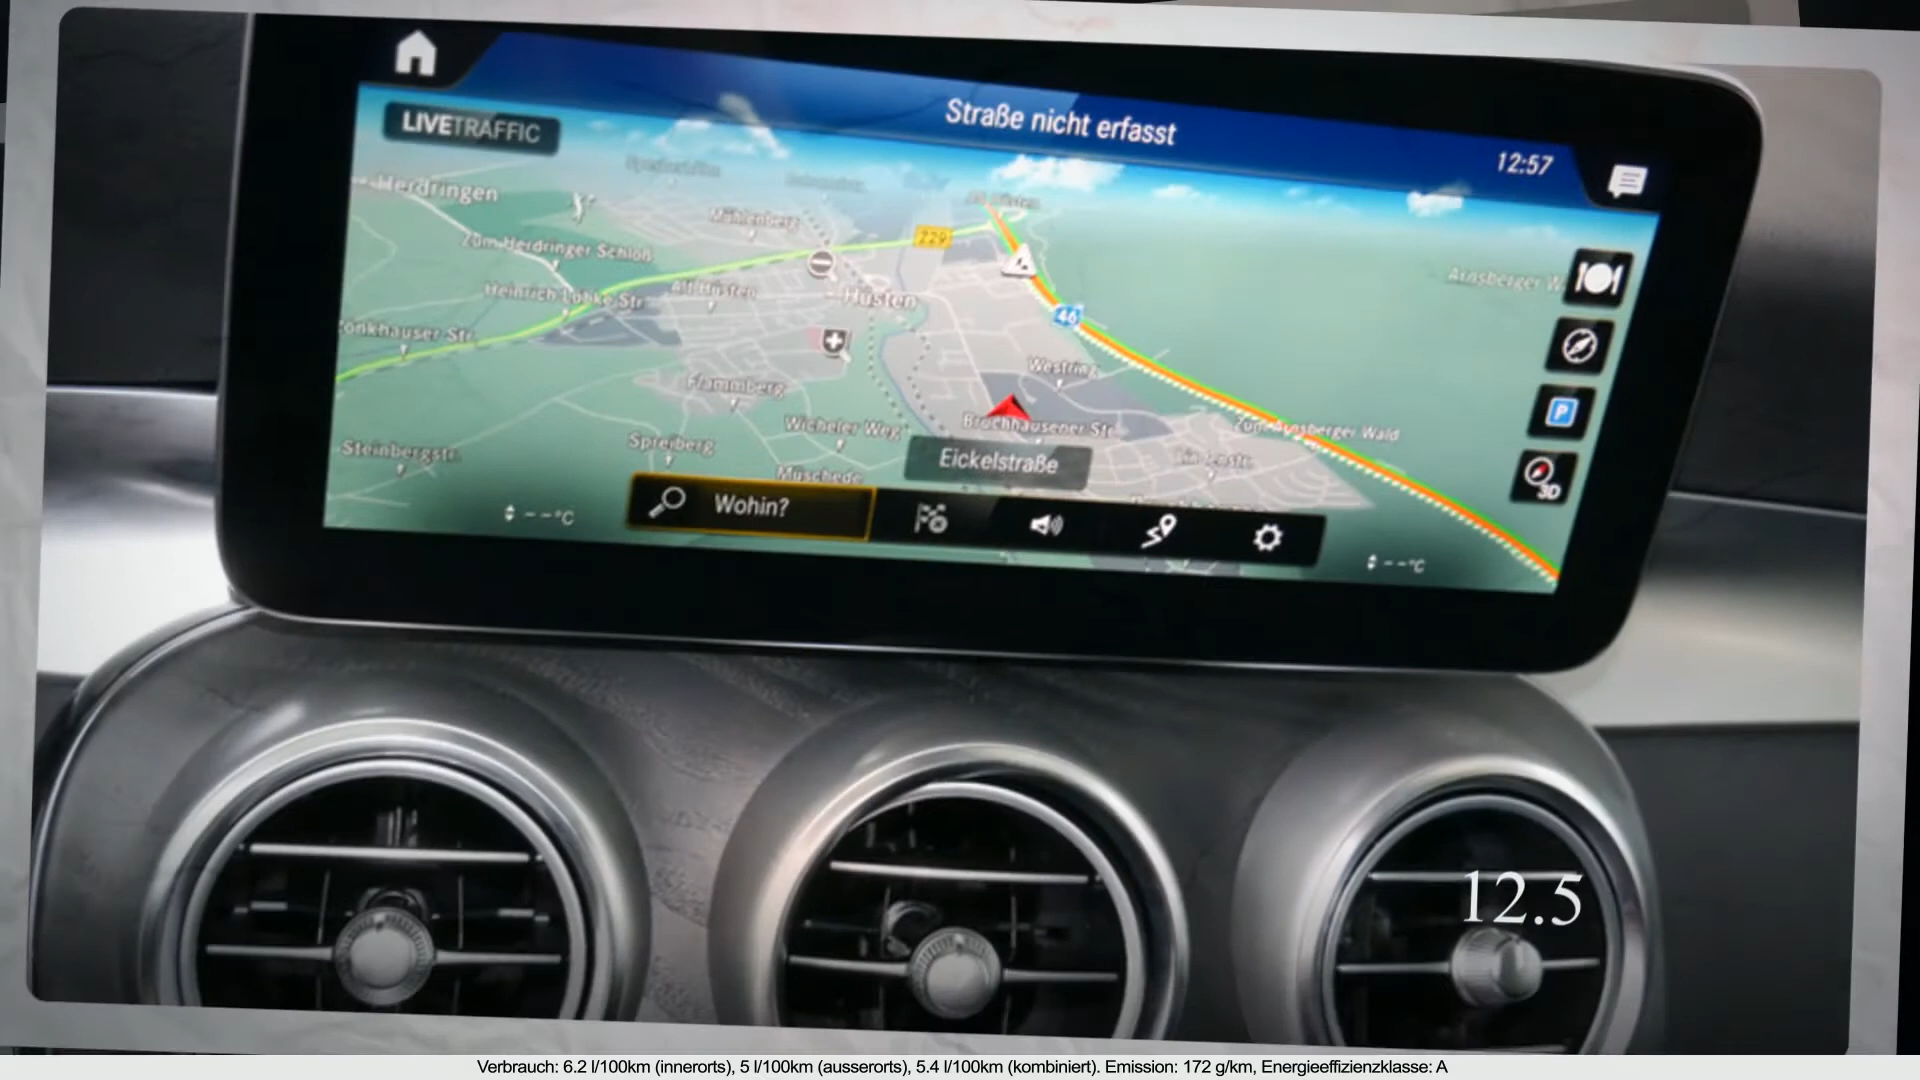 Straße nicht erfasst
LIVETRAFFIC
12:57
Herdringen
Mühlenberg
229
Zum Herdringer Schloß
Arnsberger W
Heinrich Lübke Str.
Alt Hüsten
Hüsten
46
Westring
Flammberg
Bruchhausener Str.
Wicheler Weg
Zum Arnsberger Wald
P
Steinbergstr.
Spreiberg
Müschede
Eickelstraße
3D
Wohin?
--°C
--°C
12.5
Verbrauch: 6.2 l/100km (innerorts), 5 l/100km (ausserorts), 5.4 l/100km (kombiniert). Emission: 172 g/km, Energieeffizienzklasse: A